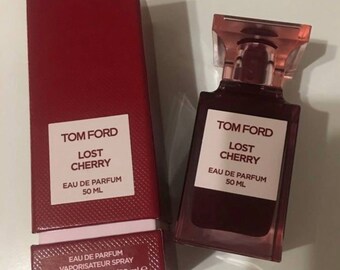 TOM FORD
LOST
CHERRY
EAU DE PARFUM
50 ML
EAU DE PARFUM
VAPORISATEUR SPRAY
TOM FORD
LOST
CHERRY
EAU DE PARFUM
50 ML